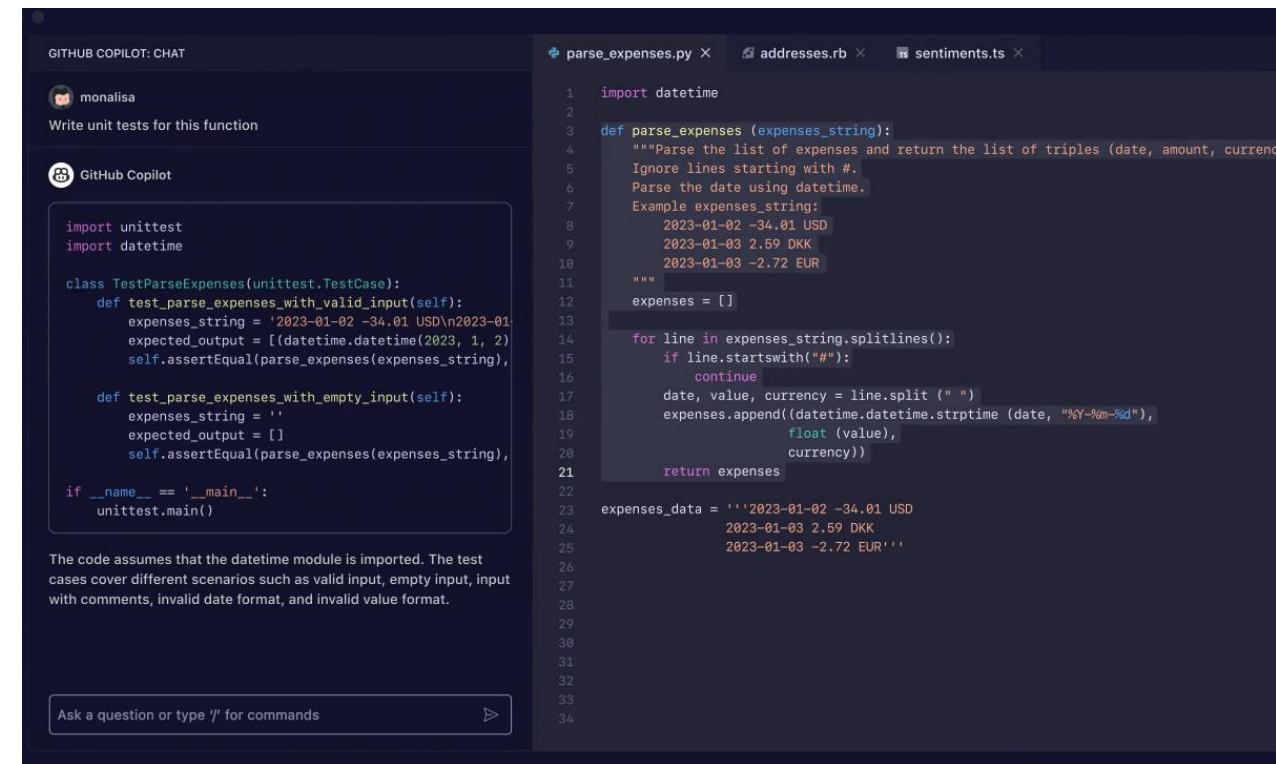 GITHUB COPILOT: CHAT
monalisa
Write unit tests for this function
GitHub Copilot
import unittest
import datetime
class TestParseExpenses(unittest.TestCase):
    def test_parse_expenses_with_valid_input(self):
        expenses_string = '2023-01-02 -34.01 USD\n2023-01-
        expected_output = [(datetime.datetime(2023, 1, 2)
        self.assertEqual(parse_expenses(expenses_string),
    def test_parse_expenses_with_empty_input(self):
        expenses_string = ''
        expected_output = []
        self.assertEqual(parse_expenses(expenses_string),
if __name__ == '__main__':
    unittest.main()
The code assumes that the datetime module is imported. The test
cases cover different scenarios such as valid input, empty input, input
with comments, invalid date format, and invalid value format.
Ask a question or type '/' for commands
parse_expenses.py × addresses.rb × TS sentiments.ts ×
1 import datetime
2
3 def parse_expenses (expenses_string):
4     """Parse the list of expenses and return the list of triples (date, amount, currenc
5     Ignore lines starting with #.
6     Parse the date using datetime.
7     Example expenses_string:
8         2023-01-02 -34.01 USD
9         2023-01-03 2.59 DKK
10         2023-01-03 -2.72 EUR
11     """
12     expenses = []
13
14     for line in expenses_string.splitlines():
15         if line.startswith("#"):
16             continue
17         date, value, currency = line.split (" ")
18         expenses.append((datetime.datetime.strptime (date, "%Y-%m-%d"),
19                         float (value),
20                         currency))
21         return expenses
22
23 expenses_data = '''2023-01-02 -34.01 USD
24                 2023-01-03 2.59 DKK
25                 2023-01-03 -2.72 EUR'''
26
27
28
29
30
31
32
33
34